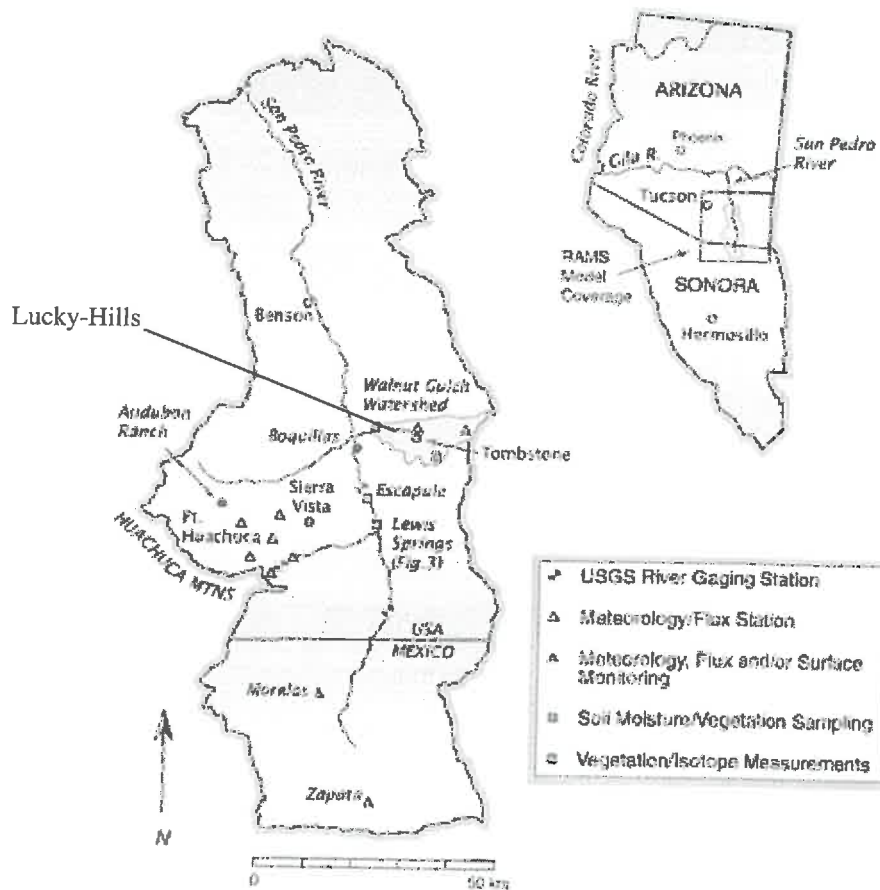 San Pedro River
Benson
Lucky-Hills
Walnut Gulch
Watershed
Audubon
Ranch
Boquillas
Tombstone
Escapule
Sierra
Vista
Ft.
Huachuca
Lewis
Springs
(Fig. 3)
HUACHUCA MTNS
USA
MEXICO
Morelos
Zapata
N
0
50 km
Colorado River
ARIZONA
Phoenix
Gila R.
San Pedro
River
Tucson
RAMS
Model
Coverage
SONORA
Hermosillo
USGS River Gaging Station
Meteorology/Flux Station
Meteorology, Flux and/or Surface
Monitoring
Soil Moisture/Vegetation Sampling
Vegetation/Isotope Measurements